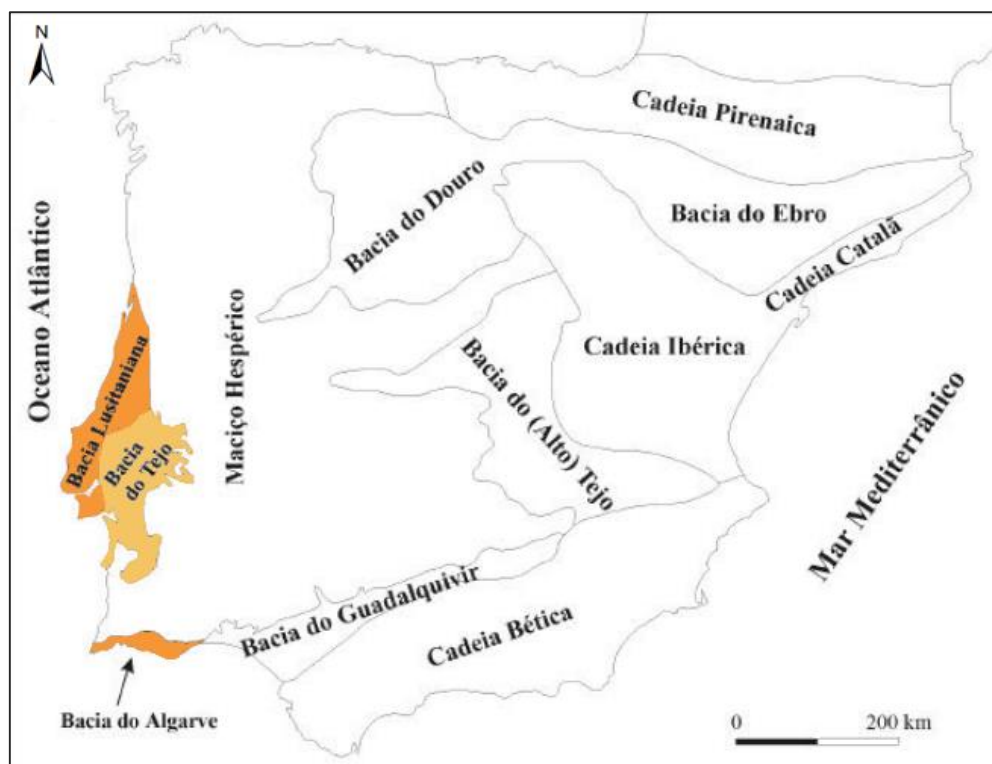 N
Cadeia Pirenaica
Bacia do Douro
Bacia do Ebro
Cadeia Catalã
Oceano Atlântico
Maciço Hespérico
Cadeia Ibérica
Bacia Lusitaniana
Bacia
do Tejo
Bacia do (Alto) Tejo
Mar Mediterrânico
Bacia do Guadalquivir
Cadeia Bética
Bacia do Algarve
0 200 km